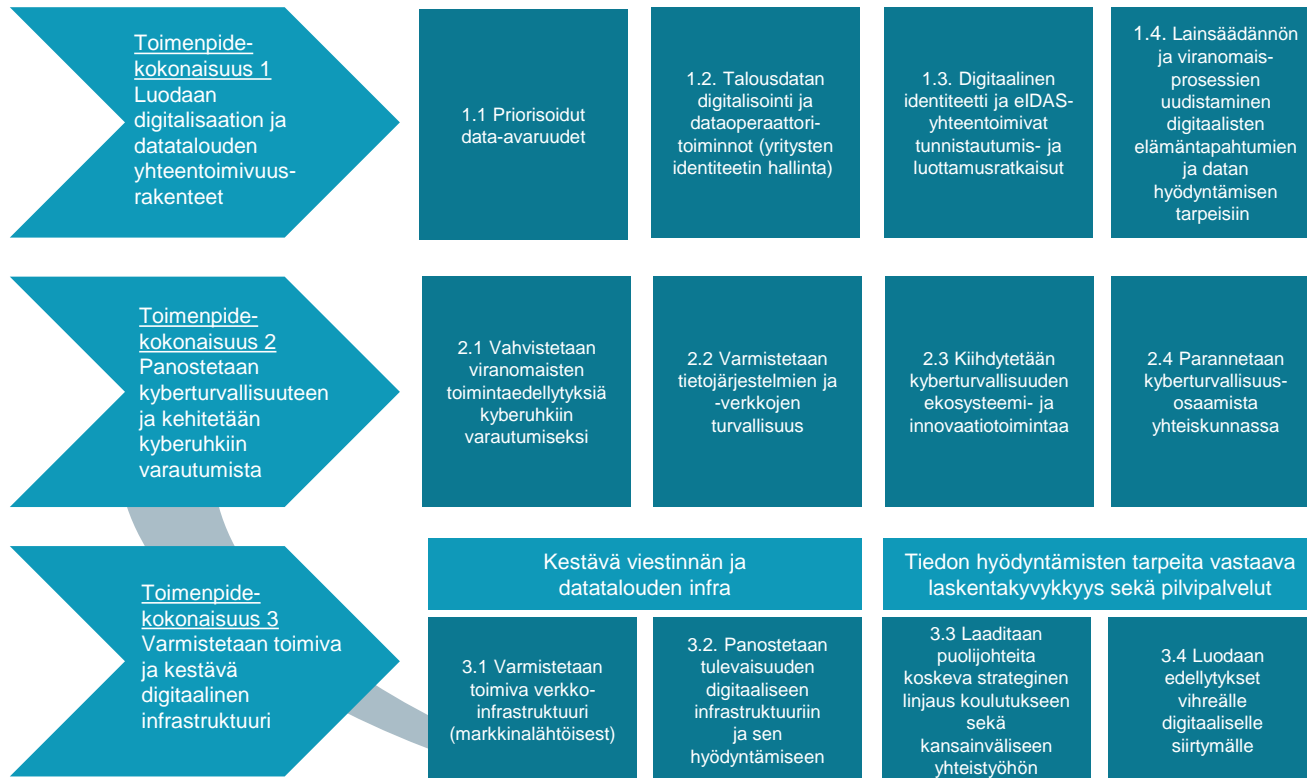 Toimenpide-
kokonaisuus 1
Luodaan
digitalisaation ja
datatalouden
yhteentoimivuus-
rakenteet
1.1 Priorisoidut
data-avaruudet
1.2. Talousdatan
digitalisointi ja
dataoperaattori-
toiminnot (yritysten
identiteetin hallinta)
1.3. Digitaalinen
identiteetti ja eIDAS-
yhteentoimivat
tunnistautumis- ja
luottamusratkaisut
1.4. Lainsäädännön
ja viranomais-
prosessien
uudistaminen
digitaalisten
elämäntapahtumien
ja datan
hyödyntämisen
tarpeisiin
Toimenpide-
kokonaisuus 2
Panostetaan
kyberturvallisuuteen
ja kehitetään
kyberuhkiin
varautumista
2.1 Vahvistetaan
viranomaisten
toimintaedellytyksiä
kyberuhkiin
varautumiseksi
2.2 Varmistetaan
tietojärjestelmien ja
-verkkojen
turvallisuus
2.3 Kiihdytetään
kyberturvallisuuden
ekosysteemi- ja
innovaatiotoimintaa
2.4 Parannetaan
kyberturvallisuus-
osaamista
yhteiskunnassa
Toimenpide-
kokonaisuus 3
Varmistetaan toimiva
ja kestävä
digitaalinen
infrastruktuuri
Kestävä viestinnän ja
datatalouden infra
Tiedon hyödyntämisten tarpeita vastaava
laskentakyvykkyys sekä pilvipalvelut
3.1 Varmistetaan
toimiva verkko-
infrastruktuuri
(markkinalähtöisest)
3.2. Panostetaan
tulevaisuuden
digitaaliseen
infrastruktuuriin
ja sen
hyödyntämiseen
3.3 Laaditaan
puolijohteita
koskeva strateginen
linjaus koulutukseen
sekä
kansainväliseen
yhteistyöhön
3.4 Luodaan
edellytykset
vihreälle
digitaaliselle
siirtymälle